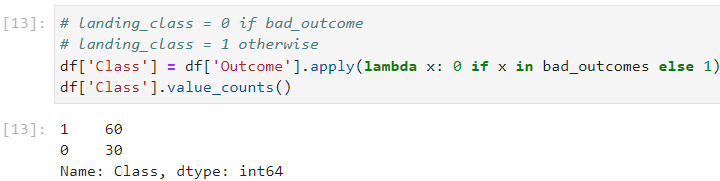 [13]: # landing_class = 0 if bad_outcome
# landing_class = 1 otherwise
df['Class'] = df['Outcome'].apply(lambda x: 0 if x in bad_outcomes else 1)
df['Class'].value_counts()
[13]: 1    60
0    30
Name: Class, dtype: int64